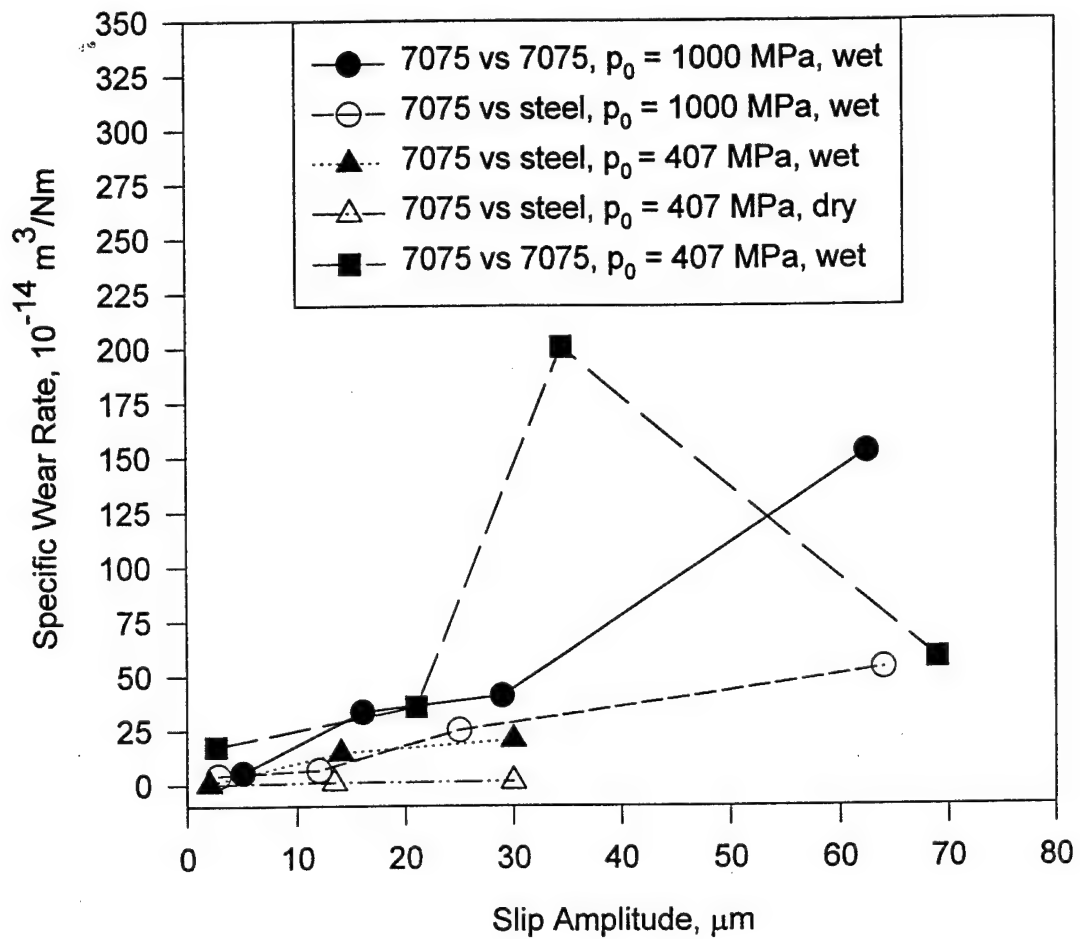 350
325
300
275
250
225
200
175
150
125
100
75
50
25
0
Specific Wear Rate, 10⁻¹⁴ m³/Nm
7075 vs 7075, p₀ = 1000 MPa, wet
7075 vs steel, p₀ = 1000 MPa, wet
7075 vs steel, p₀ = 407 MPa, wet
7075 vs steel, p₀ = 407 MPa, dry
7075 vs 7075, p₀ = 407 MPa, wet
0 10 20 30 40 50 60 70 80
Slip Amplitude, μm